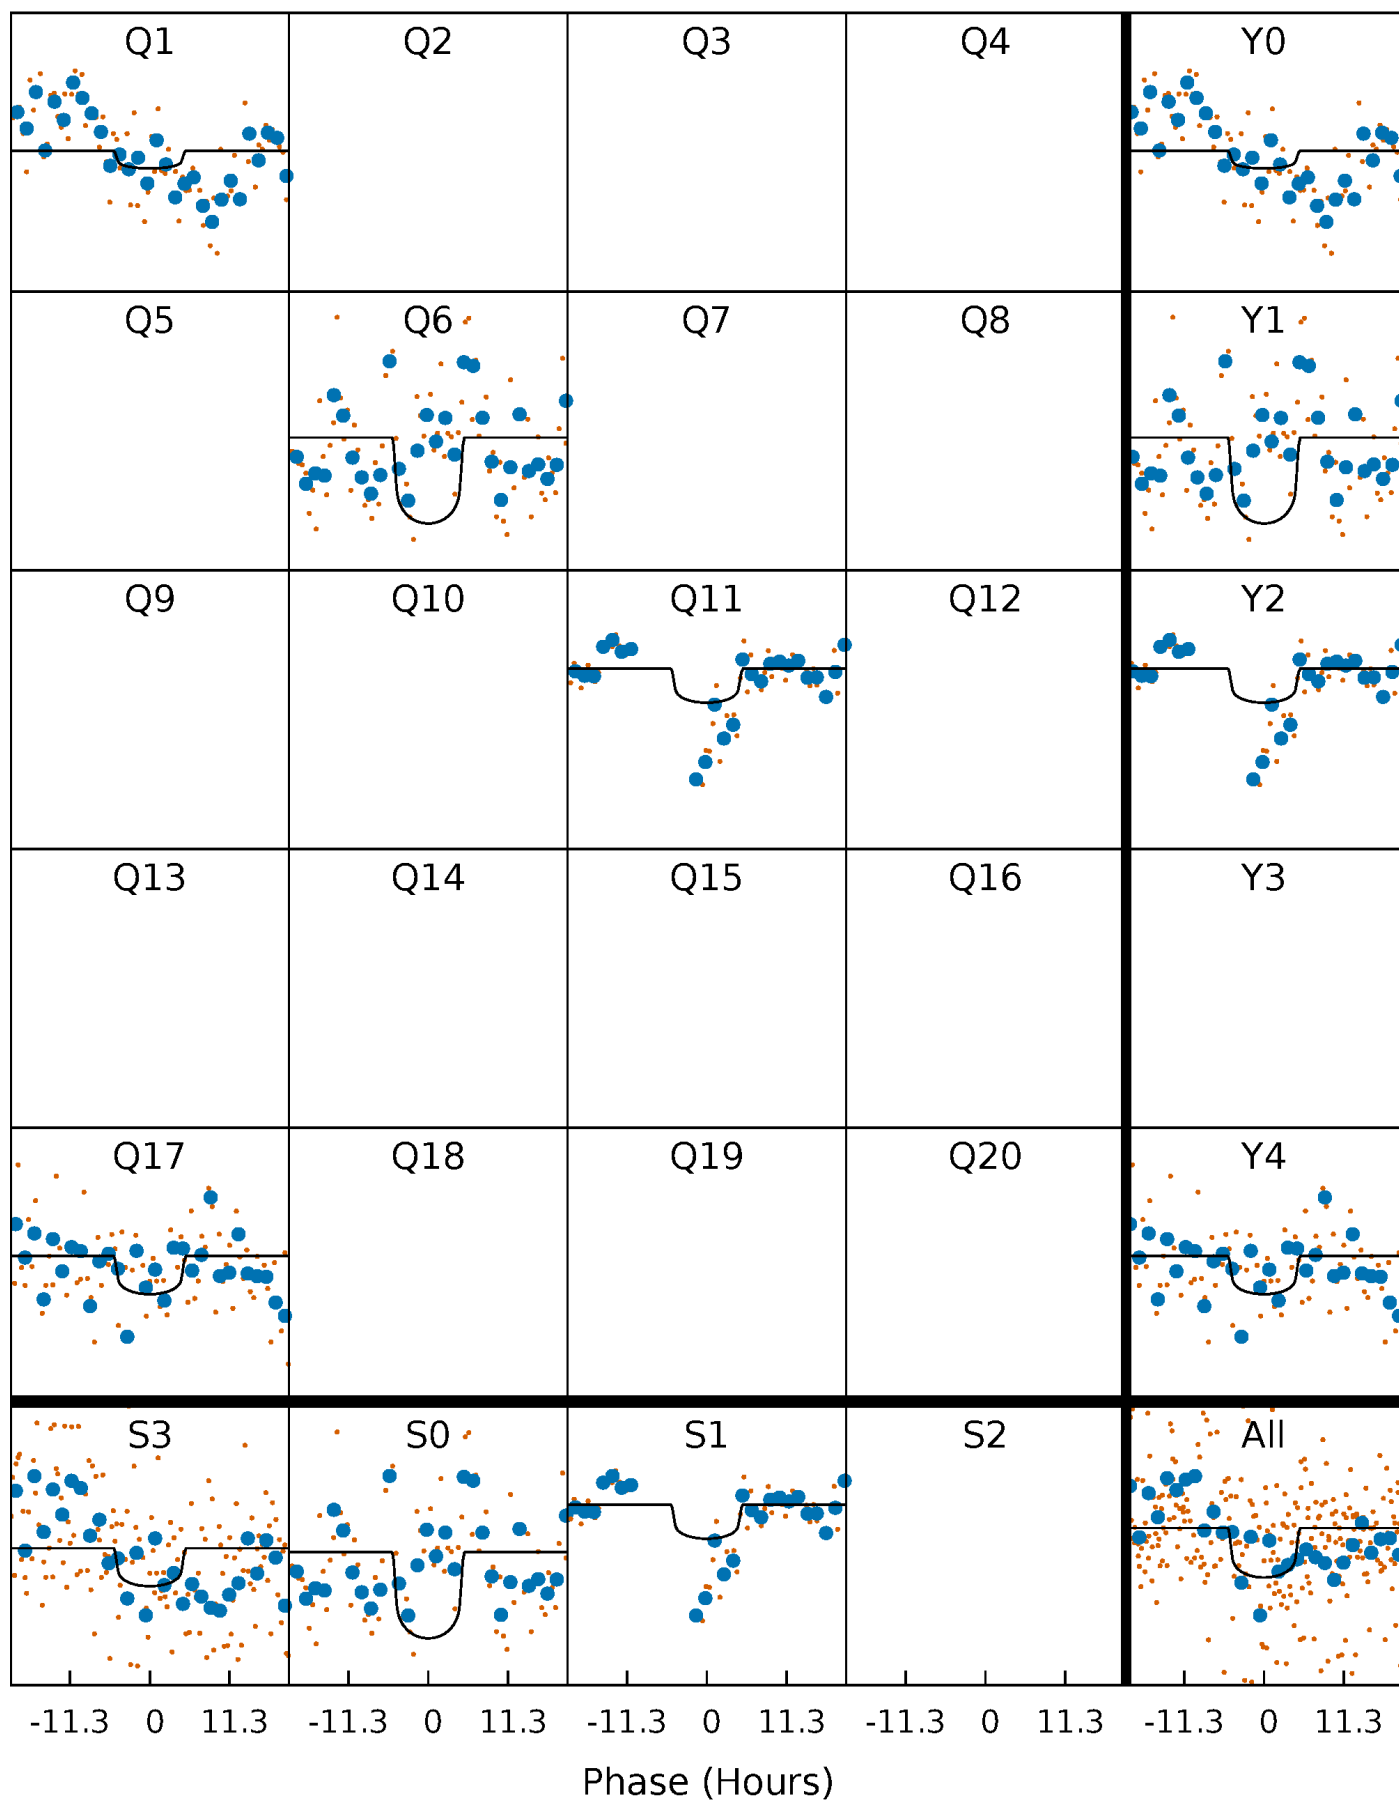 Q1 Q2 Q3 Q4 Y0
Q5 Q6 Q7 Q8 Y1
Q9 Q10 Q11 Q12 Y2
Q13 Q14 Q15 Q16 Y3
Q17 Q18 Q19 Q20 Y4
S3 S0 S1 S2 All
-11.3 0 11.3 -11.3 0 11.3 -11.3 0 11.3 -11.3 0 11.3 -11.3 0 11.3
Phase (Hours)